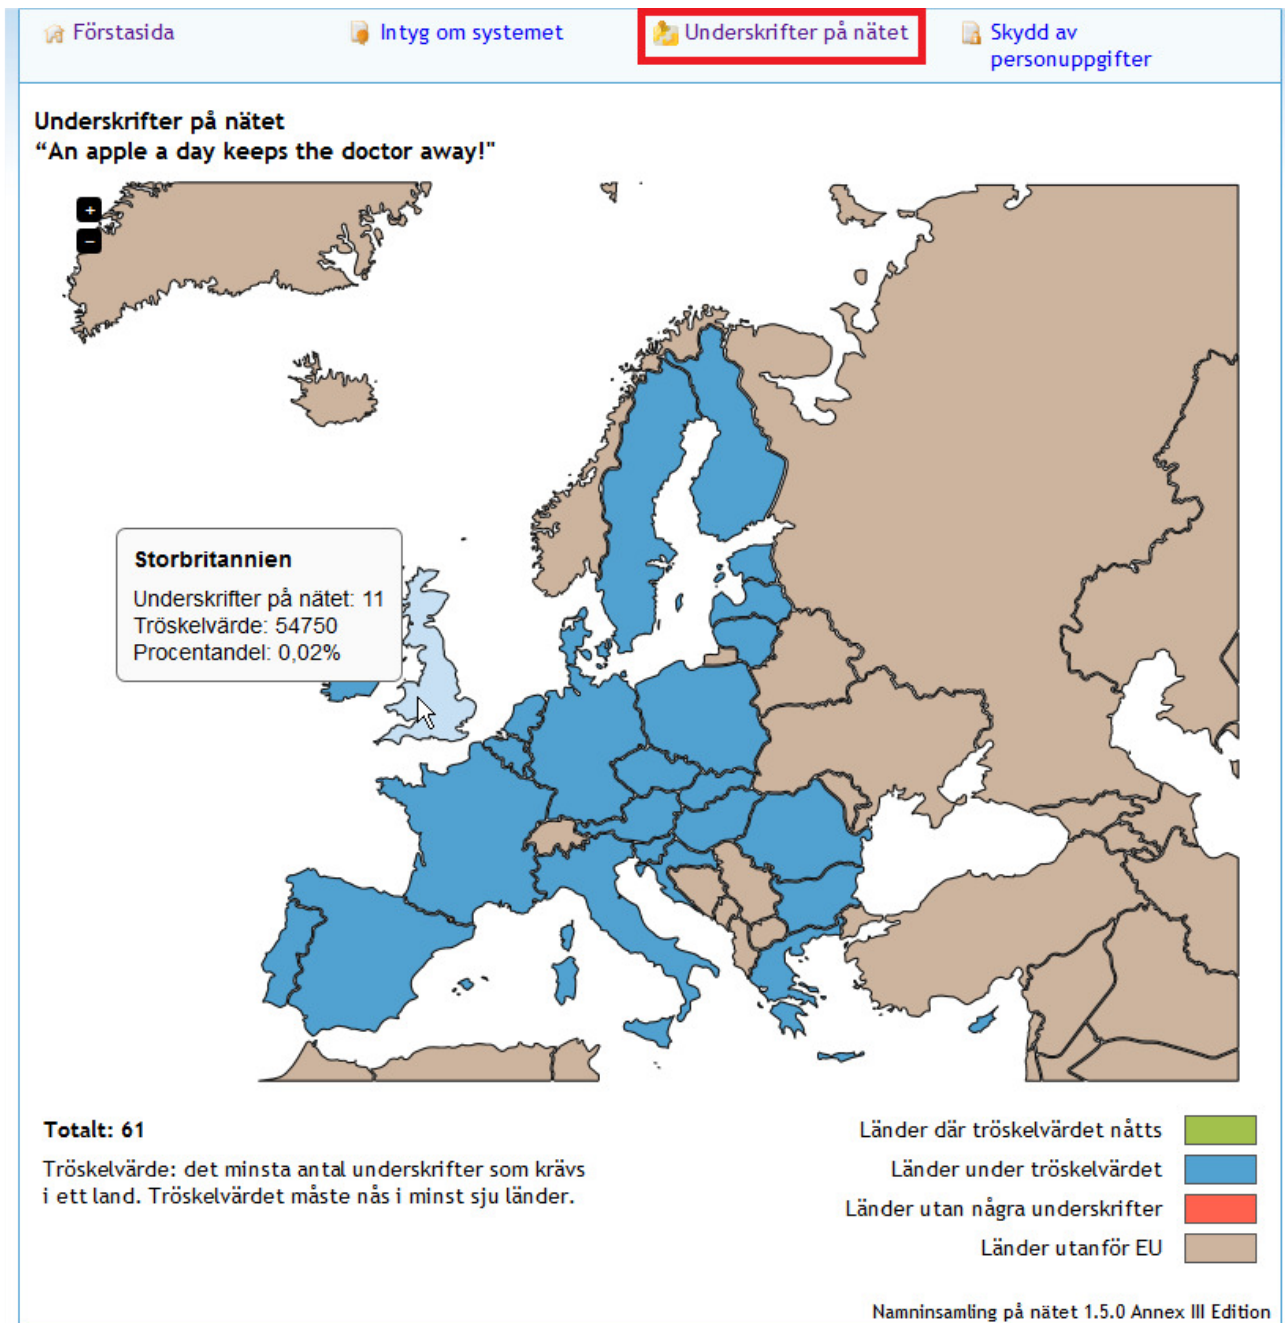 Förstasida
Intyg om systemet
Underskrifter på nätet
Skydd av
personuppgifter
Underskrifter på nätet
“An apple a day keeps the doctor away!"
+
−
Storbritannien
Underskrifter på nätet: 11
Tröskelvärde: 54750
Procentandel: 0,02%
Totalt: 61
Tröskelvärde: det minsta antal underskrifter som krävs
i ett land. Tröskelvärdet måste nås i minst sju länder.
Länder där tröskelvärdet nåtts
Länder under tröskelvärdet
Länder utan några underskrifter
Länder utanför EU
Namninsamling på nätet 1.5.0 Annex III Edition